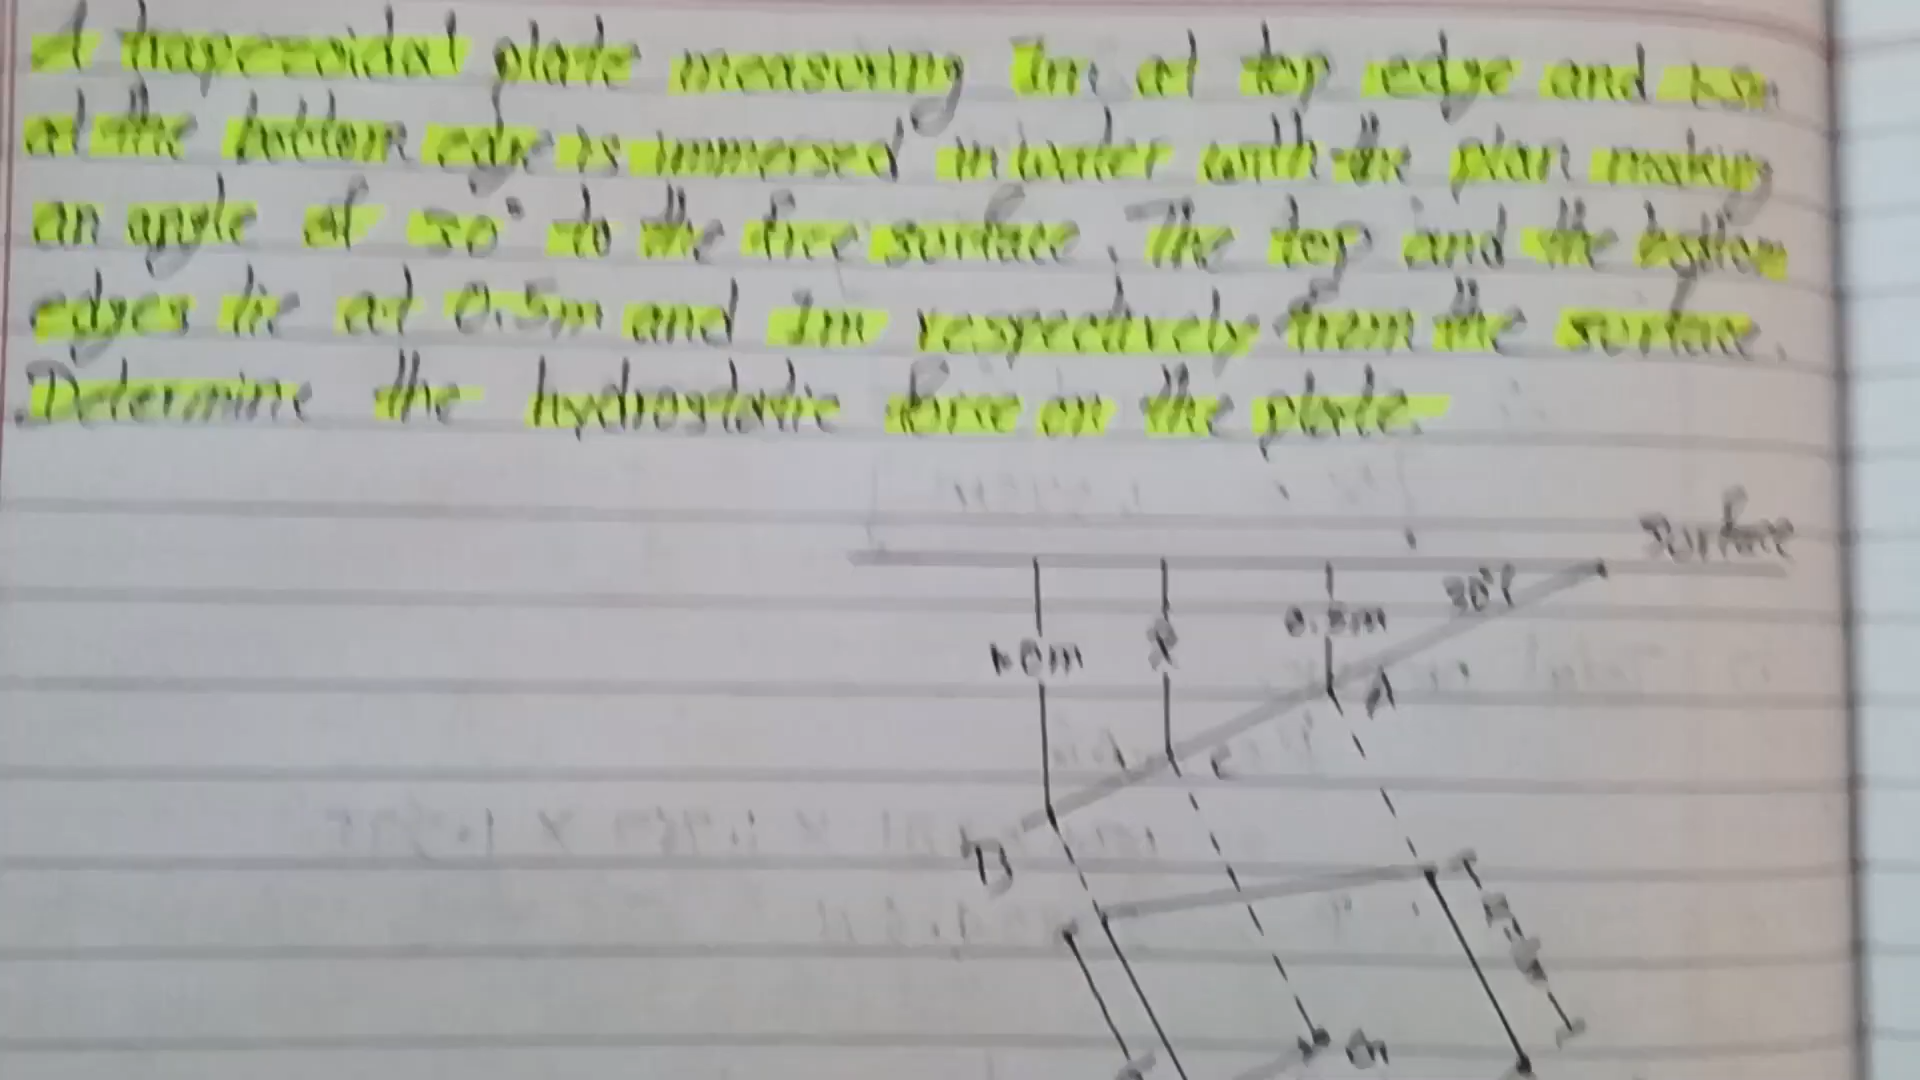 A trapezoidal plate measuring 1m at top edge and 1.5m
at the bottom edge is immersed in water with the plan making
an angle of 30° to the free surface. The top and the bottom
edges lie at 0.5m and 1m respectively from the surface.
Determine the hydrostatic force on the plate.
surface
30°
0.5m
1.0m
A
B
G